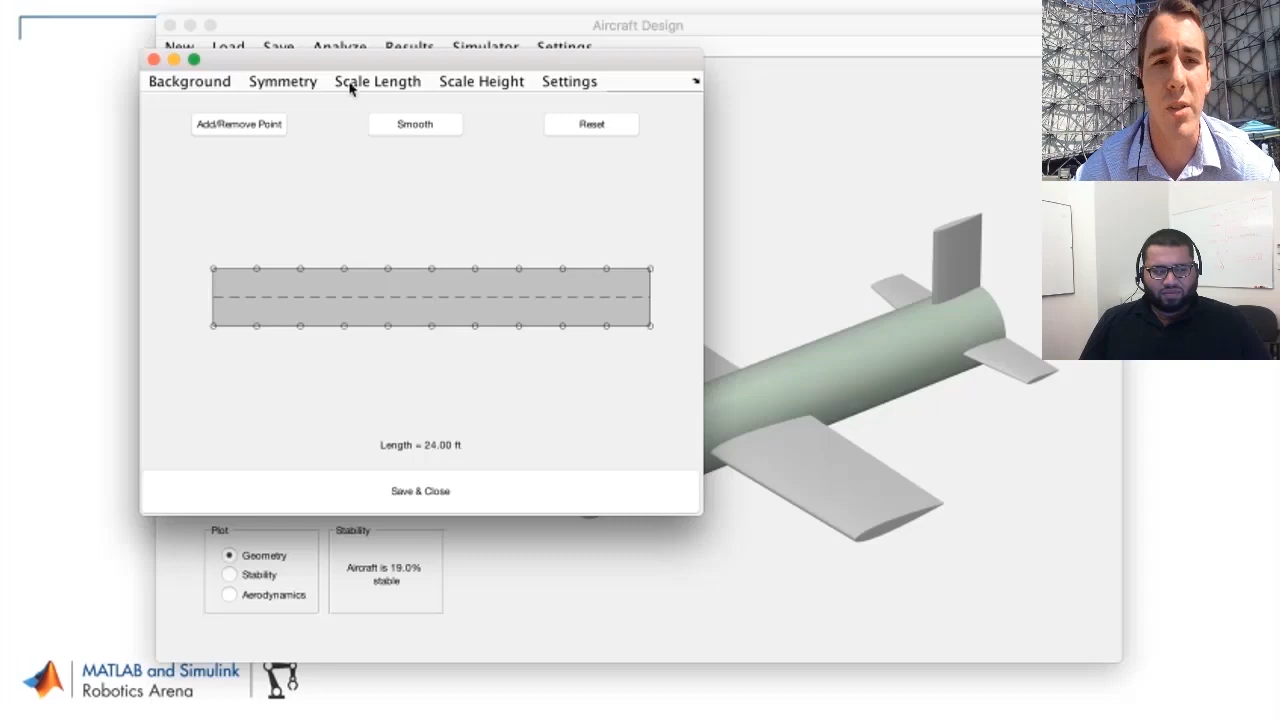 Aircraft Design
New Load Save Analyze Results Simulator Settings
Background Symmetry Scale Length Scale Height Settings
Add/Remove Point Smooth Reset
Length = 24.00 ft
Save & Close
Plot
Geometry
Stability
Aerodynamics
Stability
Aircraft is 19.0%
stable
MATLAB and Simulink
Robotics Arena